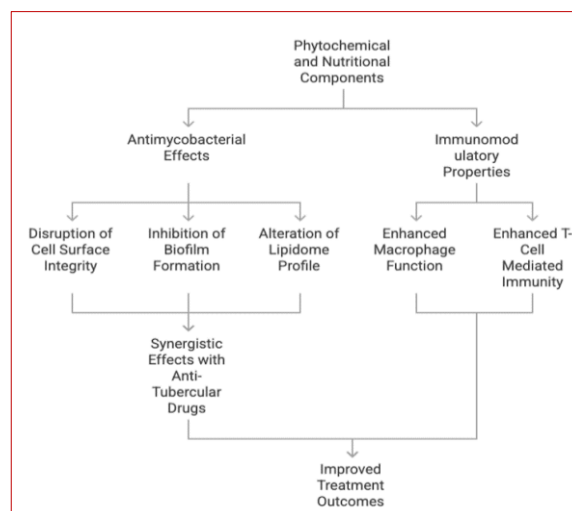 Phytochemical
and Nutritional
Components
Antimycobacterial
Effects
Immunomod
ulatory
Properties
Disruption of
Cell Surface
Integrity
Inhibition of
Biofilm
Formation
Alteration of
Lipidome
Profile
Enhanced
Macrophage
Function
Enhanced T-
Cell
Mediated
Immunity
Synergistic
Effects with
Anti-
Tubercular
Drugs
Improved
Treatment
Outcomes